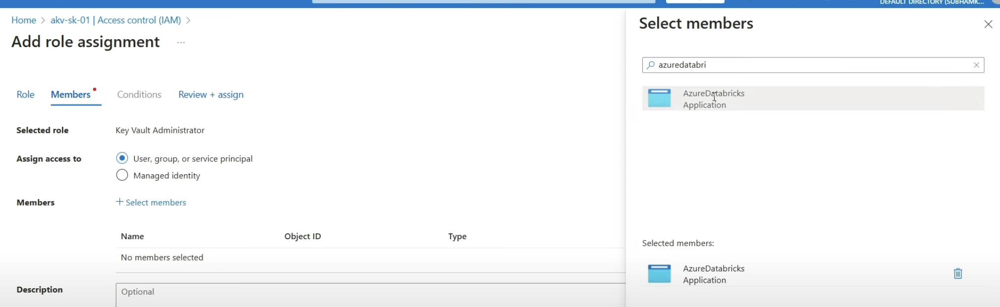 DEFAULT DIRECTORY (SUBHAMK...
Home > akv-sk-01 | Access control (IAM) >
Add role assignment ...
Role Members Conditions Review + assign
Selected role Key Vault Administrator
Assign access to User, group, or service principal
Managed identity
Members + Select members
Name Object ID Type
No members selected
Description Optional
Select members
azuredatabri
AzureDatabricks
Application
Selected members:
AzureDatabricks
Application